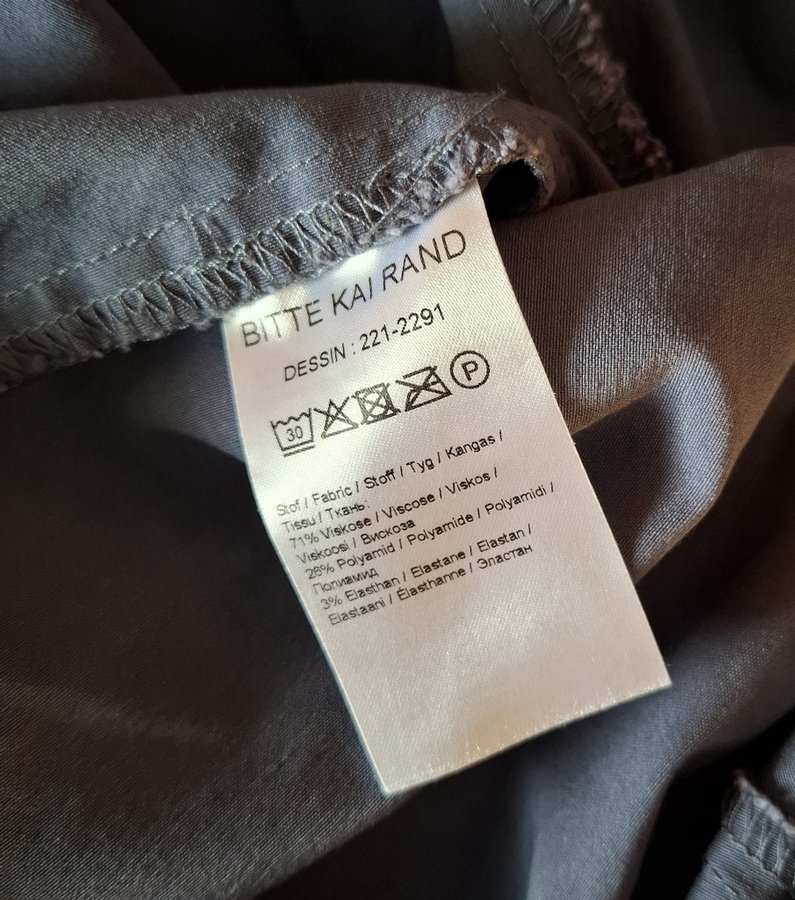 BITTE KAI RAND
DESSIN : 221-2291
30 P
Stof / Fabric / Stoff / Tyg / Kangas /
Tissu / Ткань:
71% Viskose / Viscose / Viskos /
Viskoosi / Вискоза
26% Polyamid / Polyamide / Polyamidi /
Полиамид
3% Elasthan / Elastane / Elastan /
Elastaani / Élasthanne / Эластан